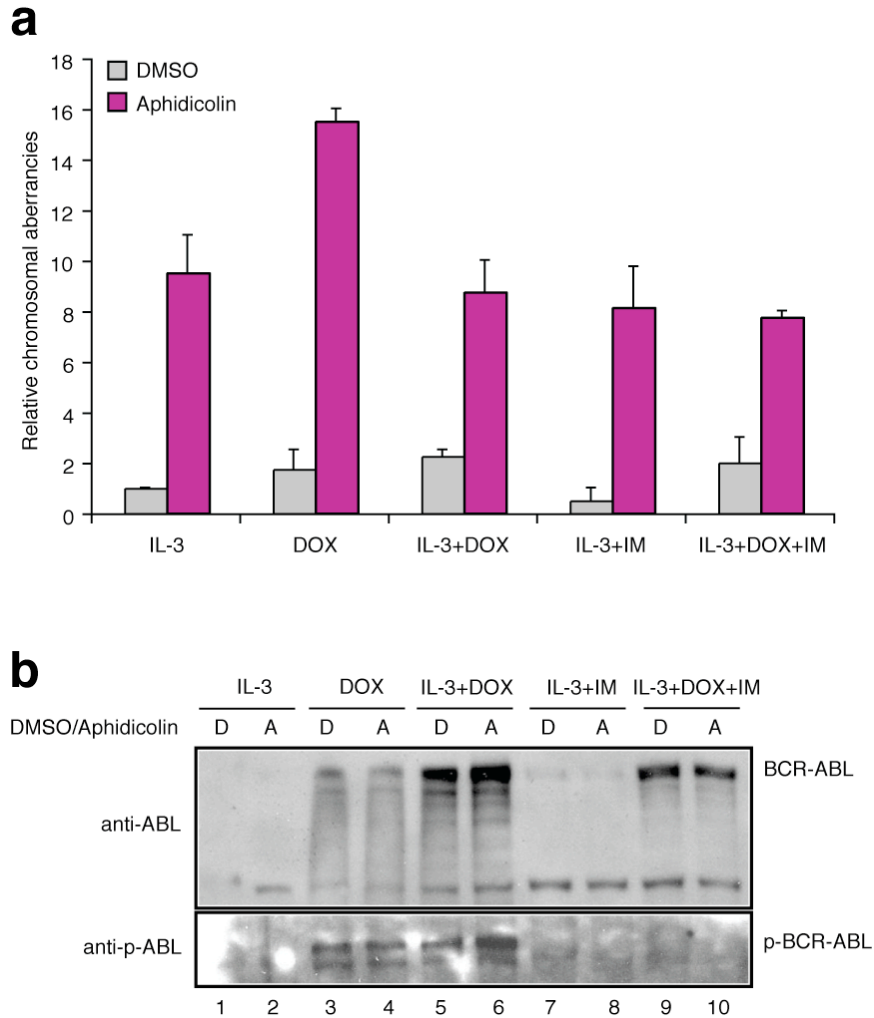 a
18
DMSO
16
Aphidicolin
14
12
10
8
6
4
2
0
Relative chromosomal aberrancies
IL-3 DOX IL-3+DOX IL-3+IM IL-3+DOX+IM
b
IL-3 DOX IL-3+DOX IL-3+IM IL-3+DOX+IM
DMSO/Aphidicolin D A D A D A D A D A
BCR-ABL
anti-ABL
anti-p-ABL p-BCR-ABL
1 2 3 4 5 6 7 8 9 10